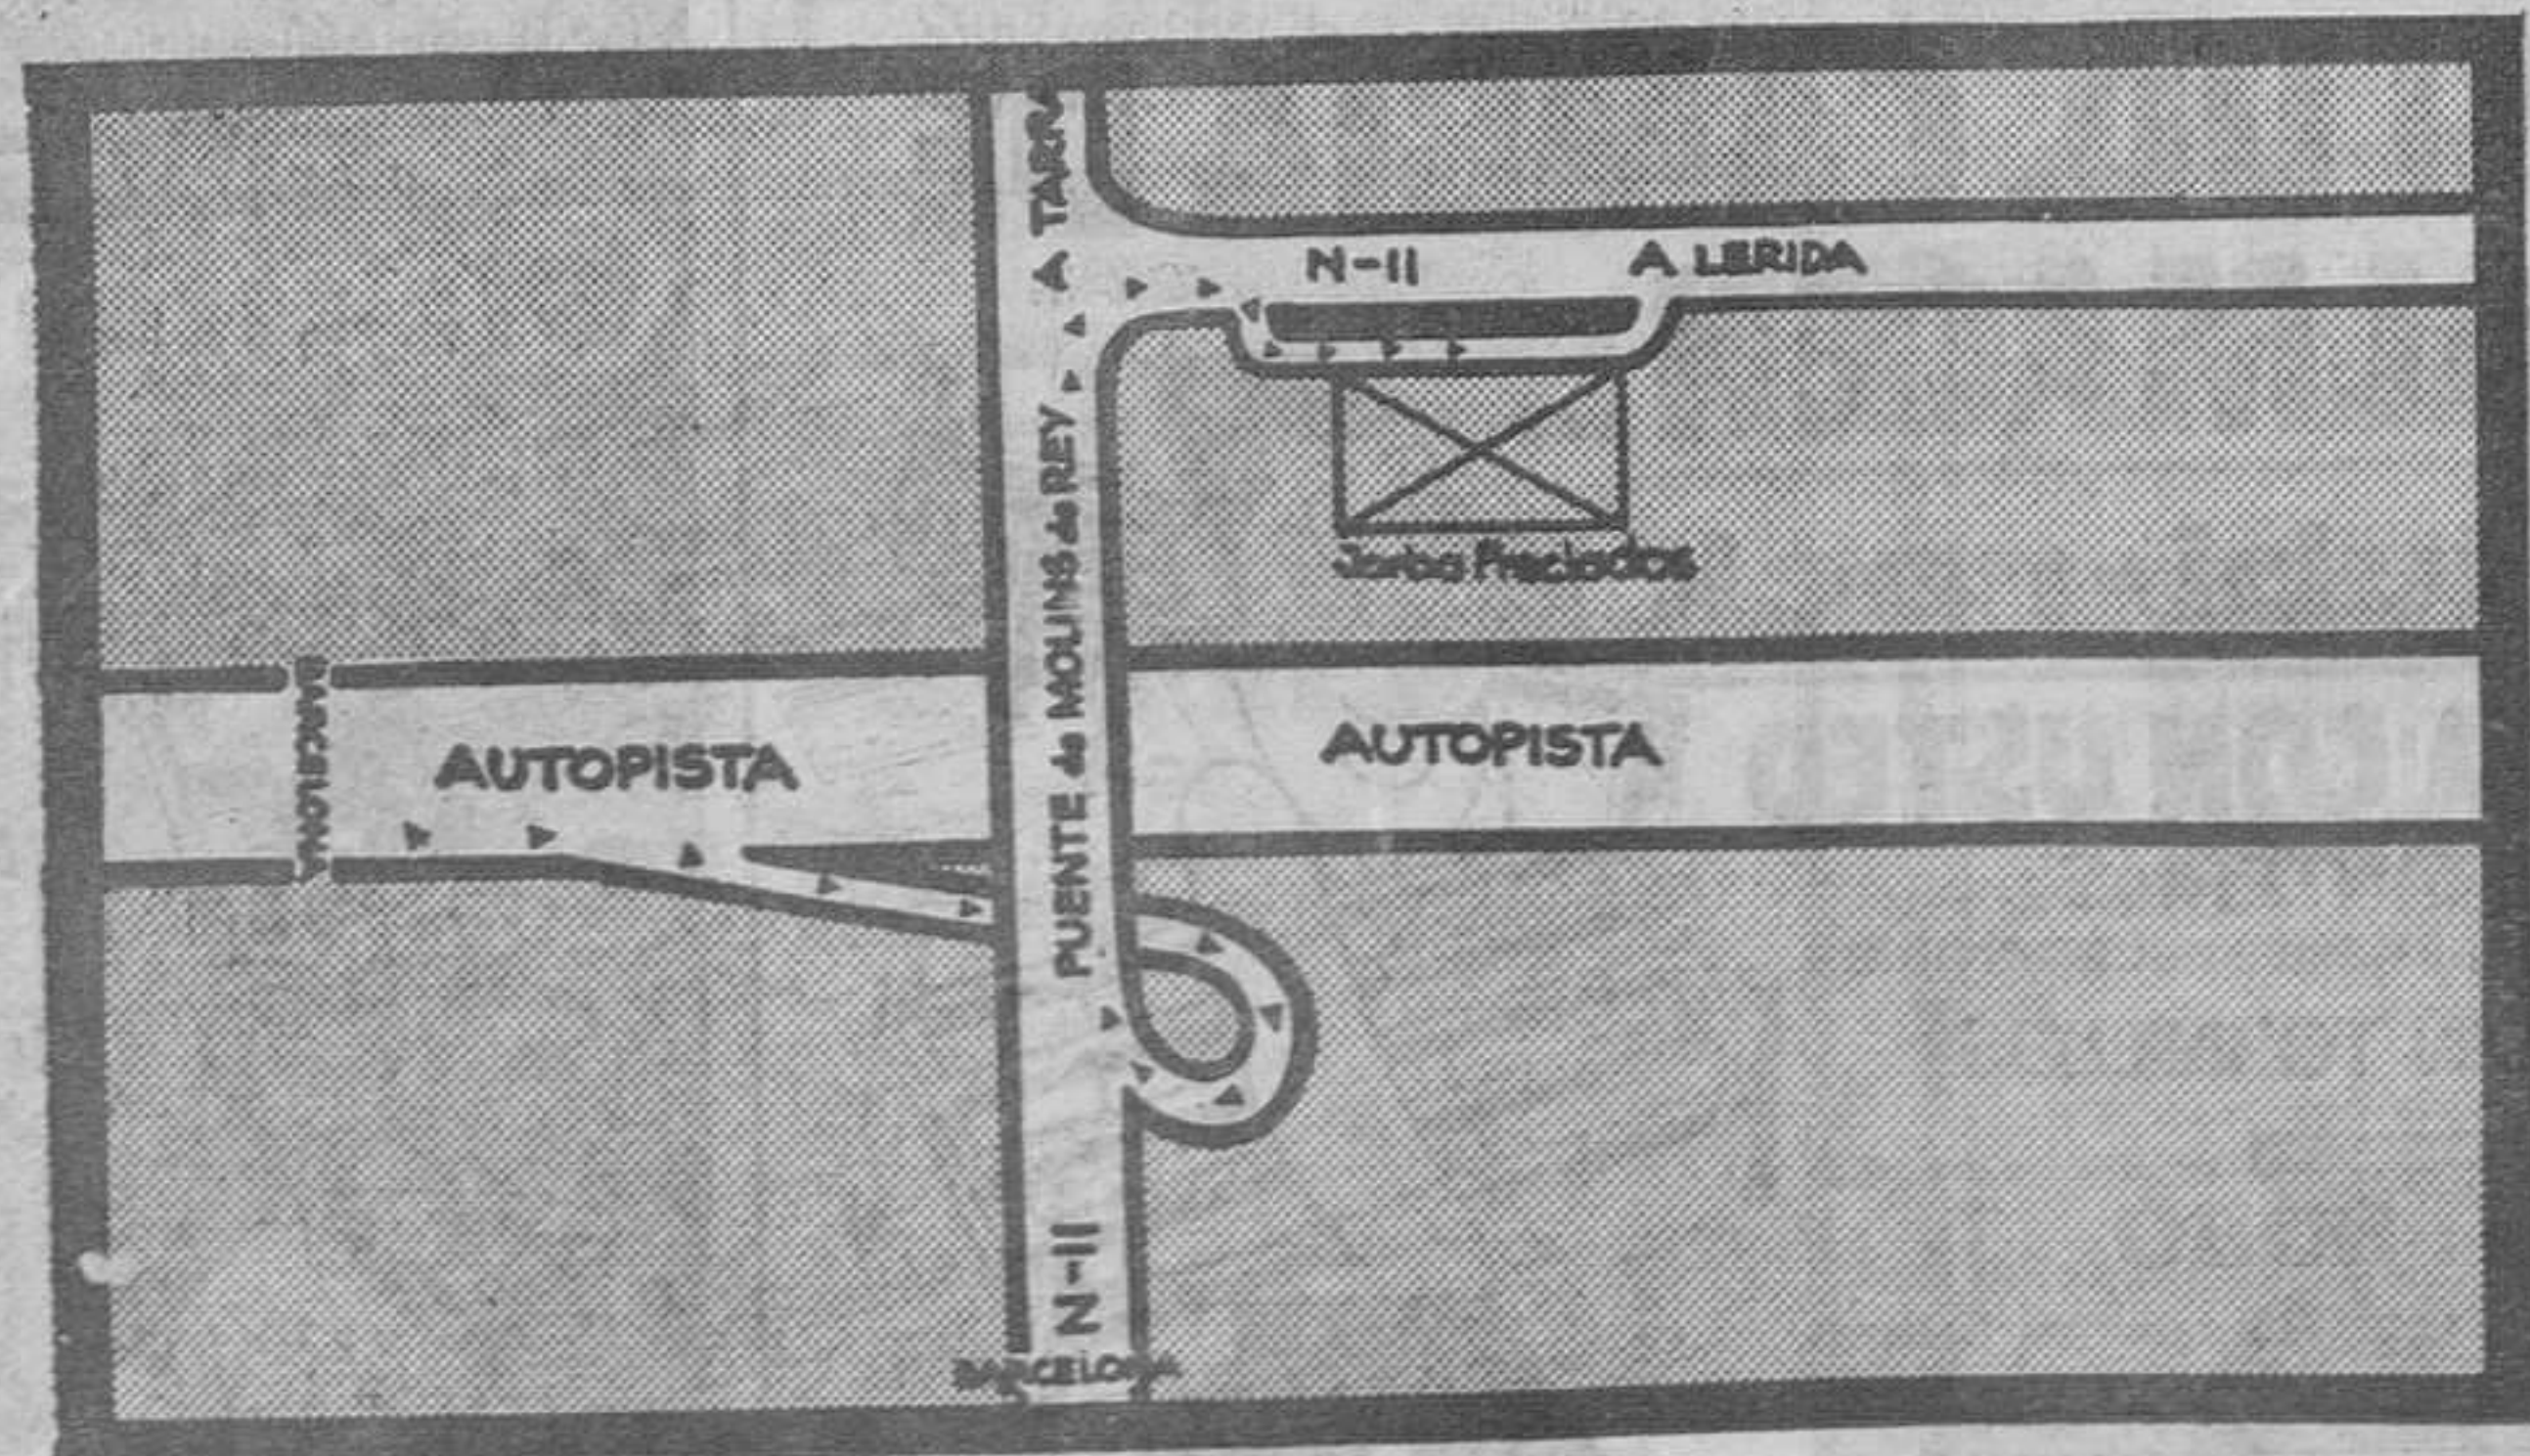 A TARRA
N-II
A LERIDA
PUENTE de MOLINS de REY
Jorba Preciados
BARCELONA
AUTOPISTA
AUTOPISTA
N-II
BARCELONA